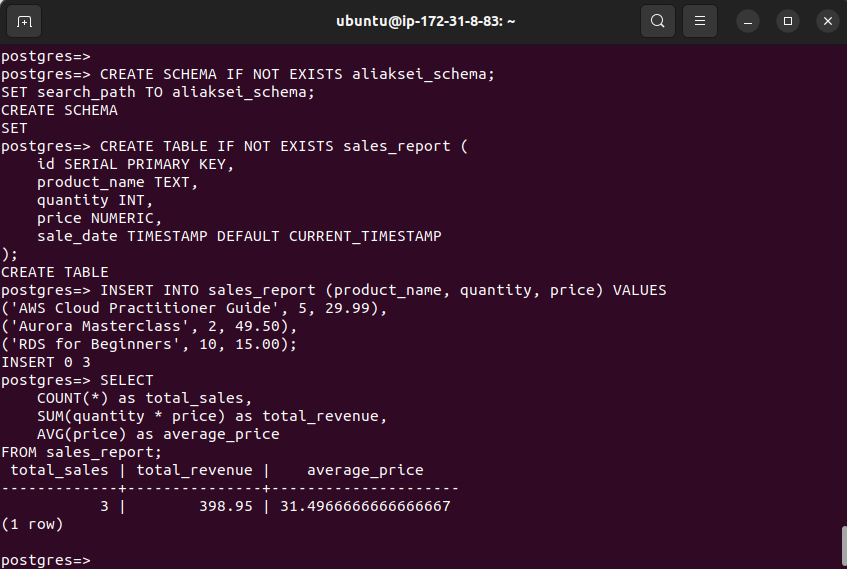 ubuntu@ip-172-31-8-83: ~
postgres=>
postgres=> CREATE SCHEMA IF NOT EXISTS aliaksei_schema;
SET search_path TO aliaksei_schema;
CREATE SCHEMA
SET
postgres=> CREATE TABLE IF NOT EXISTS sales_report (
    id SERIAL PRIMARY KEY,
    product_name TEXT,
    quantity INT,
    price NUMERIC,
    sale_date TIMESTAMP DEFAULT CURRENT_TIMESTAMP
);
CREATE TABLE
postgres=> INSERT INTO sales_report (product_name, quantity, price) VALUES
('AWS Cloud Practitioner Guide', 5, 29.99),
('Aurora Masterclass', 2, 49.50),
('RDS for Beginners', 10, 15.00);
INSERT 0 3
postgres=> SELECT
    COUNT(*) as total_sales,
    SUM(quantity * price) as total_revenue,
    AVG(price) as average_price
FROM sales_report;
 total_sales | total_revenue |    average_price
-------------+---------------+---------------------
           3 |        398.95 | 31.4966666666666667
(1 row)

postgres=>